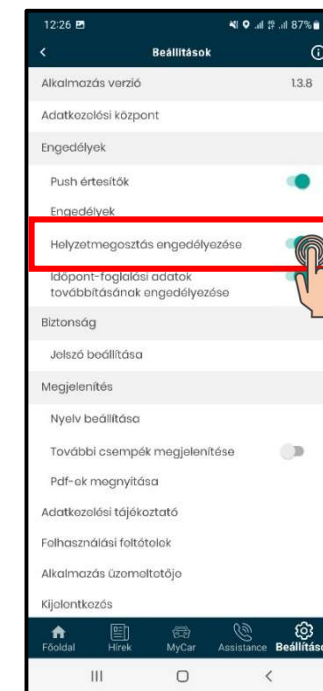 12:26 87%
Beállítások
Alkalmazás verzió 1.3.8
Adatkezelési központ
Engedélyek
Push értesítők
Engedélyek
Helyzetmegosztás engedélyezése
Időpont-foglalási adatok
továbbításának engedélyezése
Biztonság
Jelszó beállítása
Megjelenítés
Nyelv beállítása
További csempék megjelenítése
Pdf-ek megnyitása
Adatkezelési tájékoztató
Felhasználási feltételek
Alkalmazás üzemeltetője
Kijelentkezés
Főoldal Hírek MyCar Assistance Beállításo